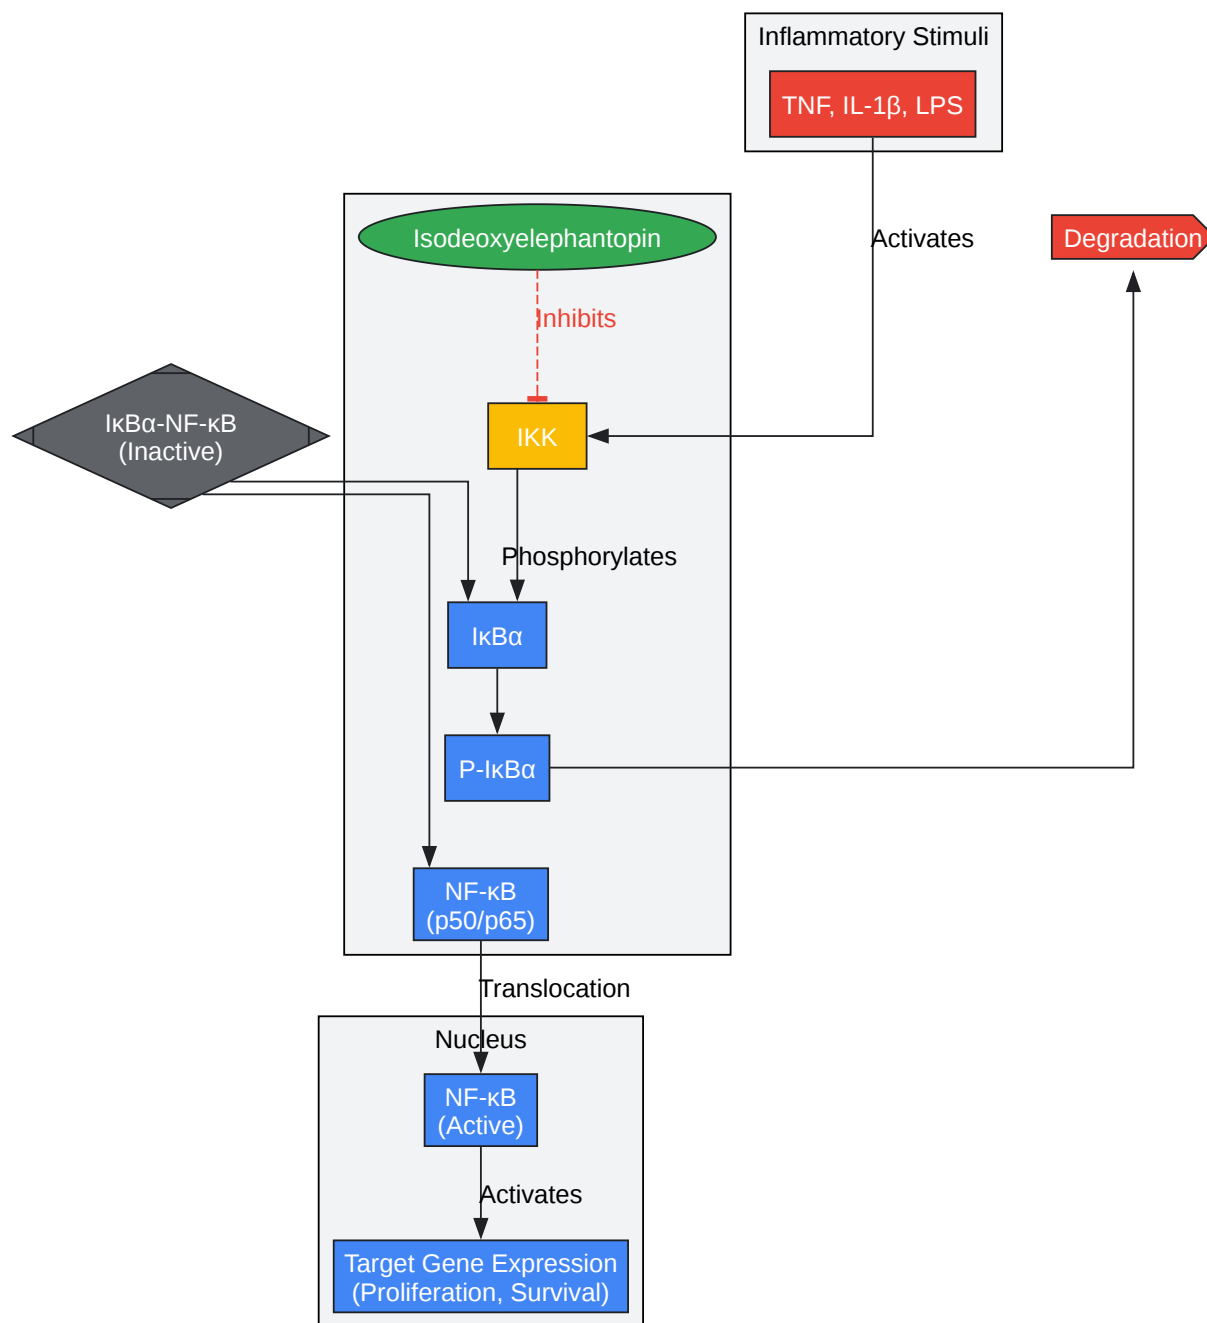 Inflammatory Stimuli
TNF, IL-1β, LPS
Isodeoxyelephantopin
Activates
Degradation
Inhibits
IκBα-NF-κB
(Inactive)
IKK
Phosphorylates
IκBα
P-IκBα
NF-κB
(p50/p65)
Translocation
Nucleus
NF-κB
(Active)
Activates
Target Gene Expression
(Proliferation, Survival)